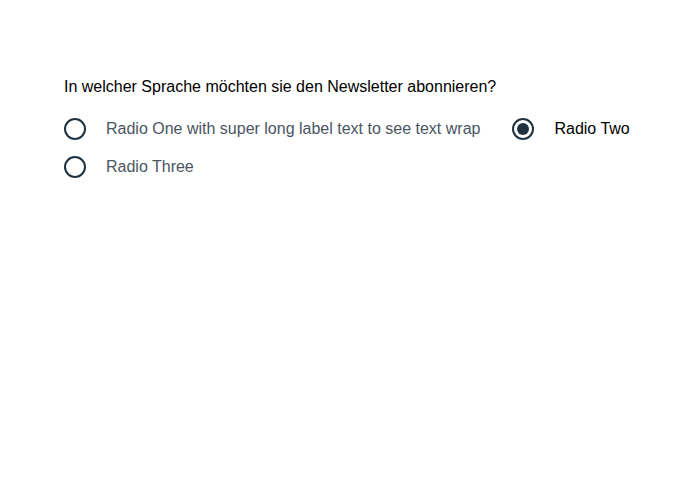 In welcher Sprache möchten sie den Newsletter abonnieren?
Radio One with super long label text to see text wrap Radio Two
Radio Three